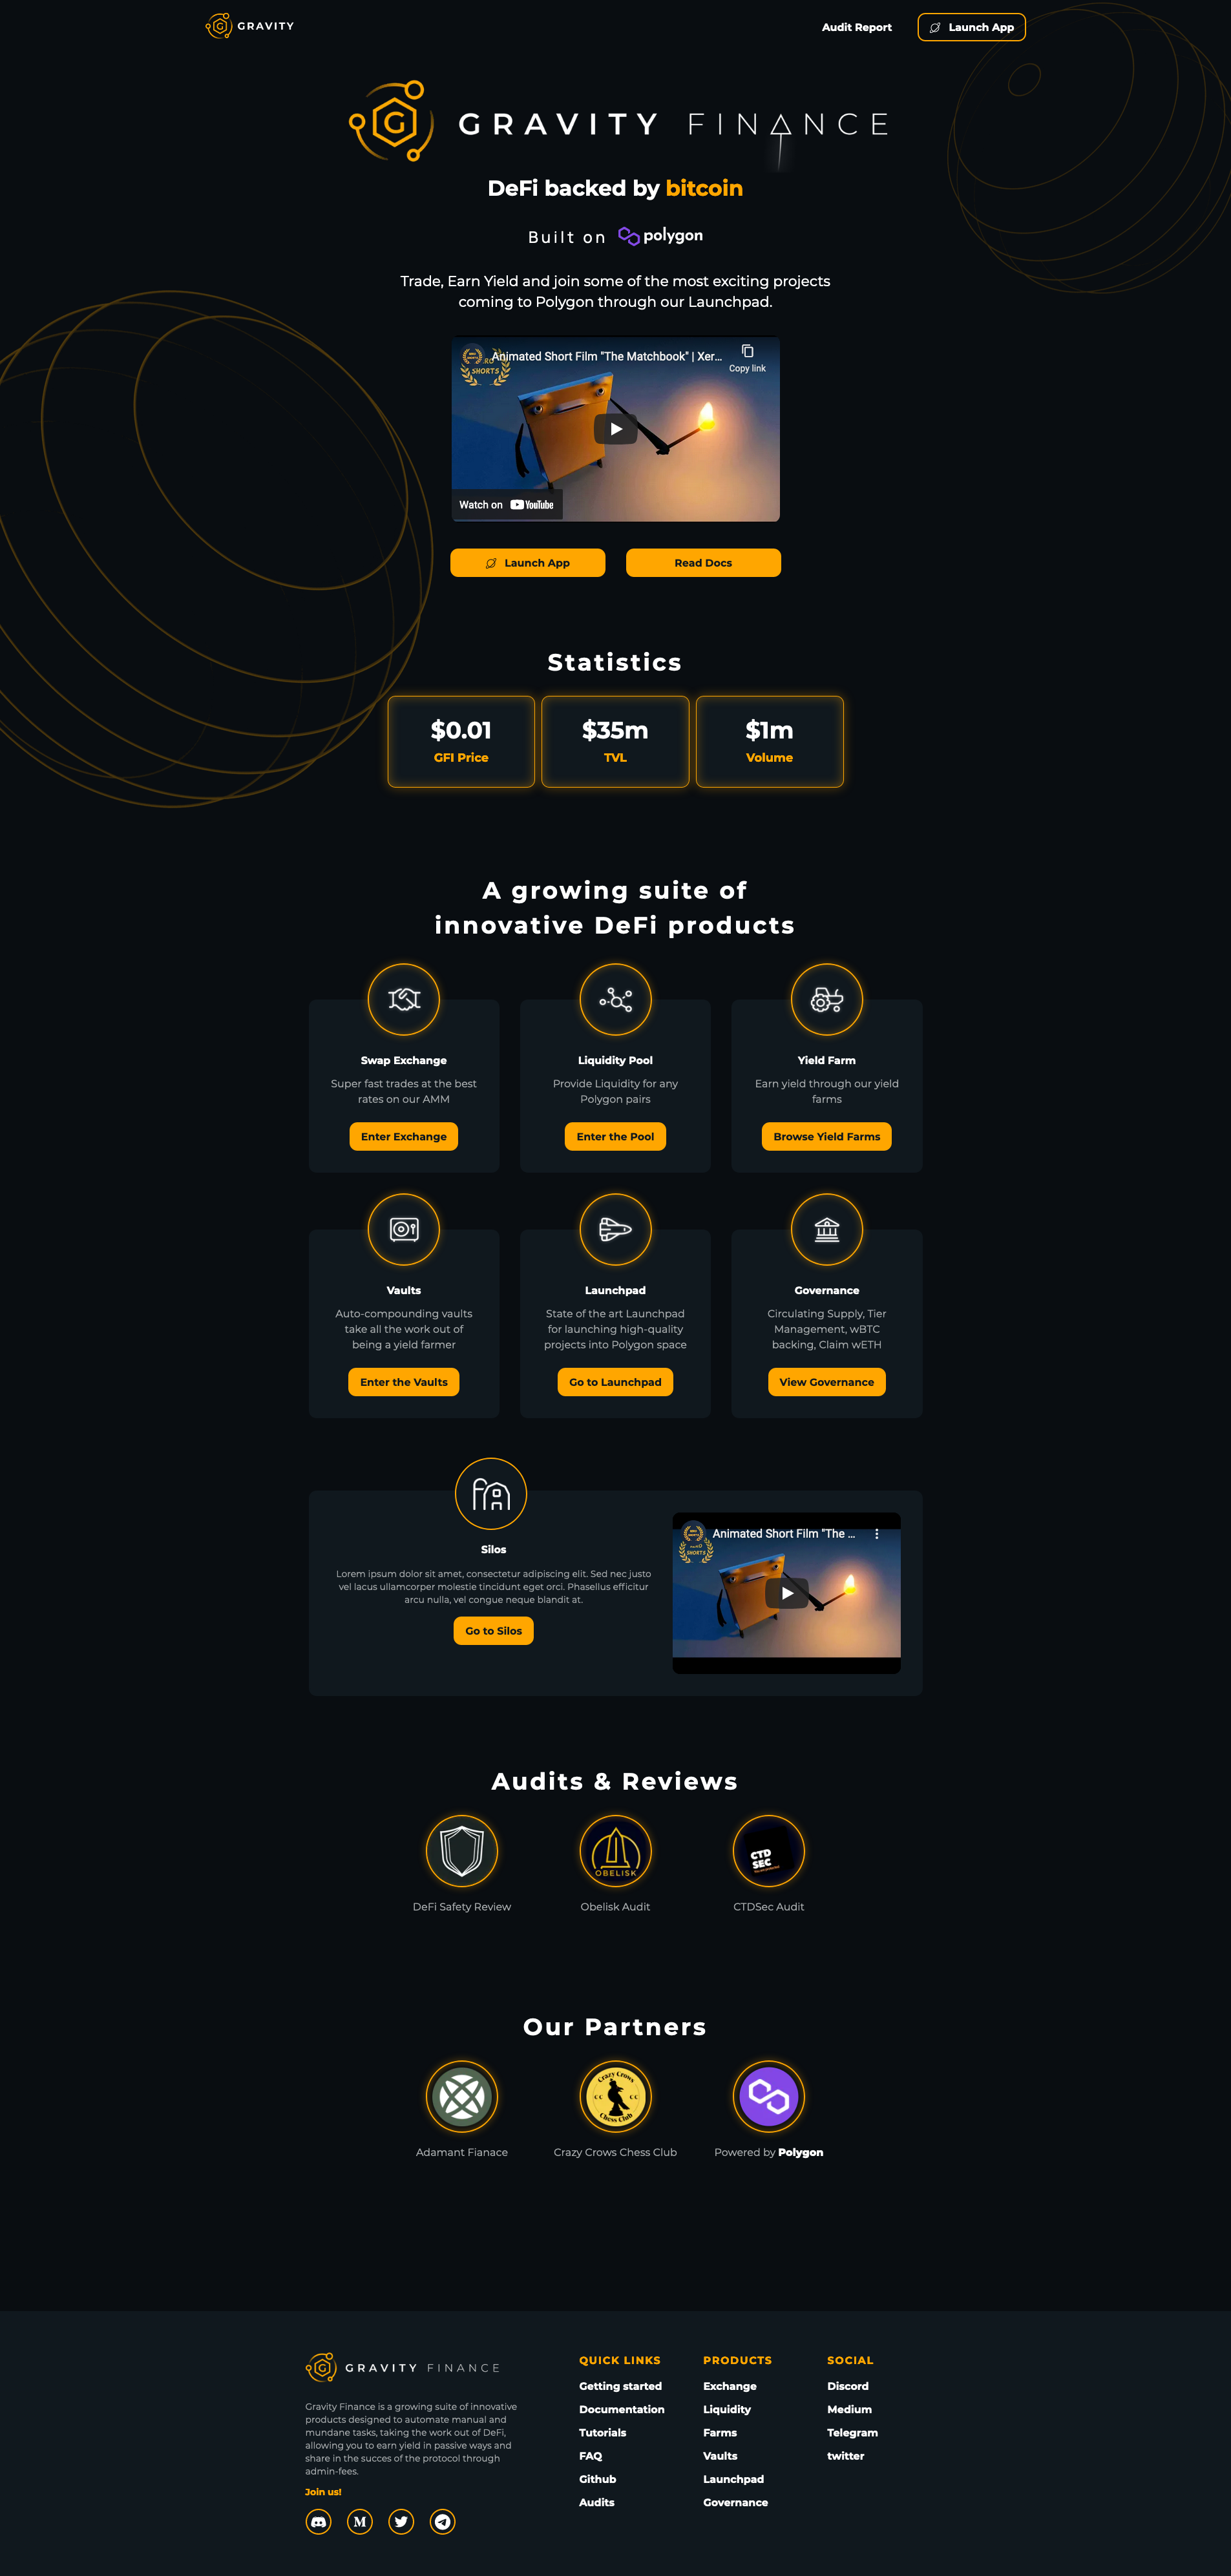 GRAVITY
Audit Report
Launch App
G
GRAVITY FINANCE
DeFi backed by bitcoin
Built on polygon
Trade, Earn Yield and join some of the most exciting projects
coming to Polygon through our Launchpad.
Animated Short Film "The Matchbook" | Xer...
SHORTS
Copy link
Watch on YouTube
Launch App
Read Docs
Statistics
$0.01
GFI Price
$35m
TVL
$1m
Volume
A growing suite of
innovative DeFi products
Swap Exchange
Super fast trades at the best
rates on our AMM
Enter Exchange
Liquidity Pool
Provide Liquidity for any
Polygon pairs
Enter the Pool
Yield Farm
Earn yield through our yield
farms
Browse Yield Farms
Vaults
Auto-compounding vaults
take all the work out of
being a yield farmer
Enter the Vaults
Launchpad
State of the art Launchpad
for launching high-quality
projects into Polygon space
Go to Launchpad
Governance
Circulating Supply, Tier
Management, wBTC
backing, Claim wETH
View Governance
Silos
Lorem ipsum dolor sit amet, consectetur adipiscing elit. Sed nec justo
vel lacus ullamcorper molestie tincidunt eget orci. Phasellus efficitur
arcu nulla, vel congue neque blandit at.
Go to Silos
Animated Short Film "The ...
SHORTS
Audits & Reviews
DeFi Safety Review
OBELISK
Obelisk Audit
CTD
SEC
CTDSec Audit
Our Partners
Adamant Fianace
Crazy Crows
CC CC
Chess Club
Crazy Crows Chess Club
Powered by Polygon
GRAVITY FINANCE
Gravity Finance is a growing suite of innovative
products designed to automate manual and
mundane tasks, taking the work out of DeFi,
allowing you to earn yield in passive ways and
share in the succes of the protocol through
admin-fees.
Join us!
QUICK LINKS
Getting started
Documentation
Tutorials
FAQ
Github
Audits
PRODUCTS
Exchange
Liquidity
Farms
Vaults
Launchpad
Governance
SOCIAL
Discord
Medium
Telegram
twitter